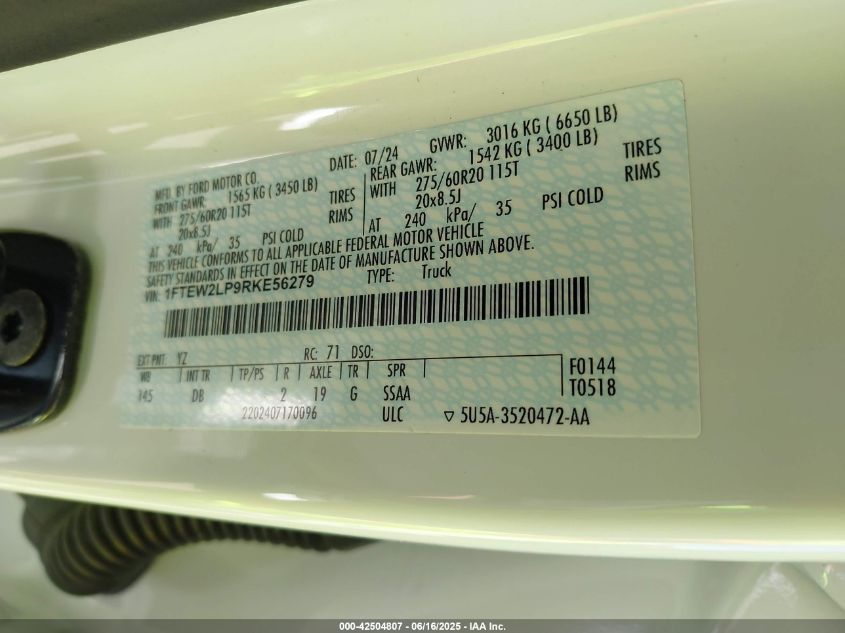 MFD. BY FORD MOTOR CO.
DATE: 07/24 GVWR: 3016 KG ( 6650 LB)
FRONT GAWR: 1565 KG ( 3450 LB)
WITH 275/60R20 115T TIRES
20x8.5J RIMS
AT 240 kPa/ 35 PSI COLD
REAR GAWR: 1542 KG ( 3400 LB)
WITH 275/60R20 115T TIRES
20x8.5J RIMS
AT 240 kPa/ 35 PSI COLD
THIS VEHICLE CONFORMS TO ALL APPLICABLE FEDERAL MOTOR VEHICLE
SAFETY STANDARDS IN EFFECT ON THE DATE OF MANUFACTURE SHOWN ABOVE.
VIN: 1FTEW2LP9RKE56279 TYPE: Truck
EXT PNT: YZ RC: 71 DSO:
WB INT TR TP/PS R AXLE TR SPR F0144
145 DB 2 19 G SSAA T0518
2202407170096 ULC ▽ 5U5A-3520472-AA
000-42504807 - 06/16/2025 - IAA Inc.